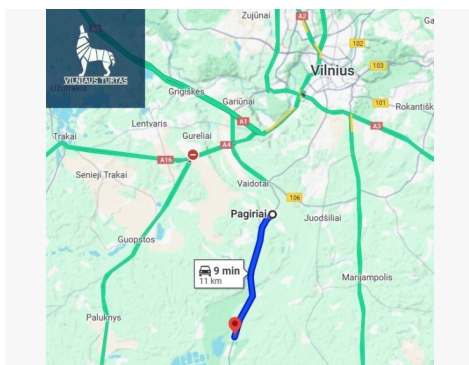 Zujūnai
A2
102
Vilnius
103
VILNIAUS TURTAS
Grigiškės
Gariūnai
101
Rokantišk
Lentvaris
A1
A3
Trakai
Gureliai
A4
A16
Senieji Trakai
Vaidotai
106
Pagiriai
Juodšiliai
Guopstos
9 min
11 km
Marijampolis
Paluknys